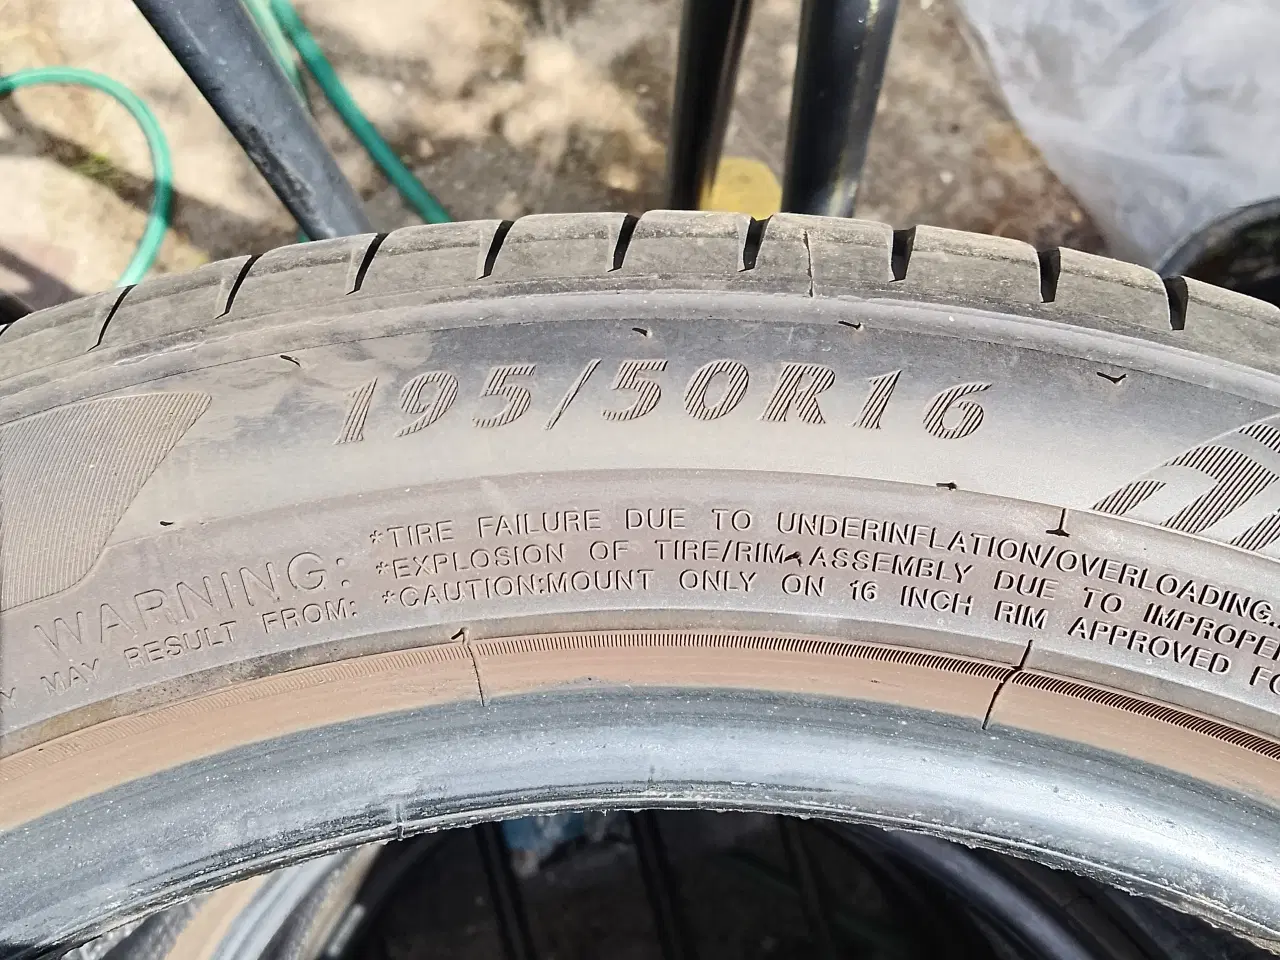 195/50R16
WARNING: *TIRE FAILURE DUE TO UNDERINFLATION/OVERLOADING.
*EXPLOSION OF TIRE/RIM ASSEMBLY DUE TO IMPROPE
MAY RESULT FROM: *CAUTION:MOUNT ONLY ON 16 INCH RIM APPROVED FO